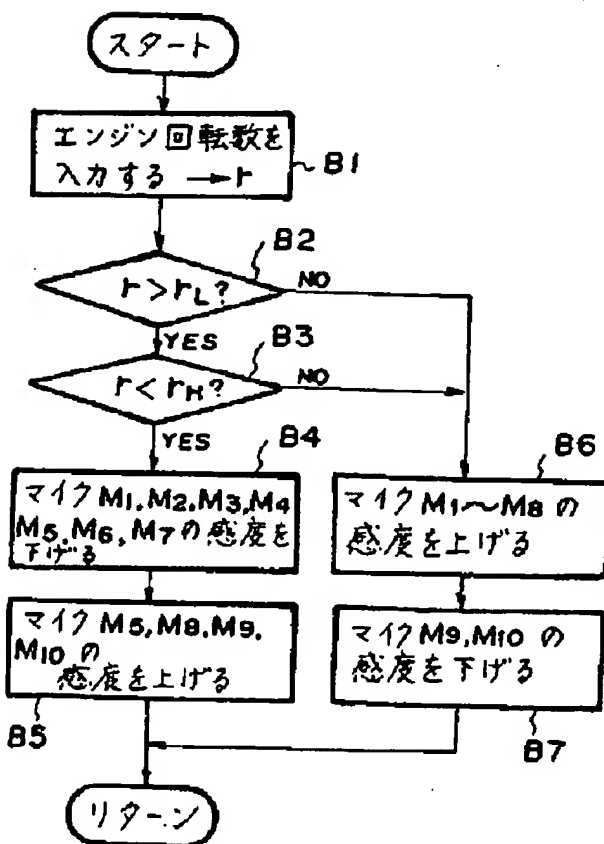 スタート
エンジン回転数を
入力する →r
B1
B2
r>rL?
NO
YES
B3
r<rH?
NO
YES
B4
マイクM1.M2.M3.M4
M5.M6,M7の感度を
下げる
マイクM5,M8.M9.
M10の
感度を上げる
B5
B6
マイクM1〜M8の
感度を上げる
マイクM9,M10の
感度を下げる
B7
リターン